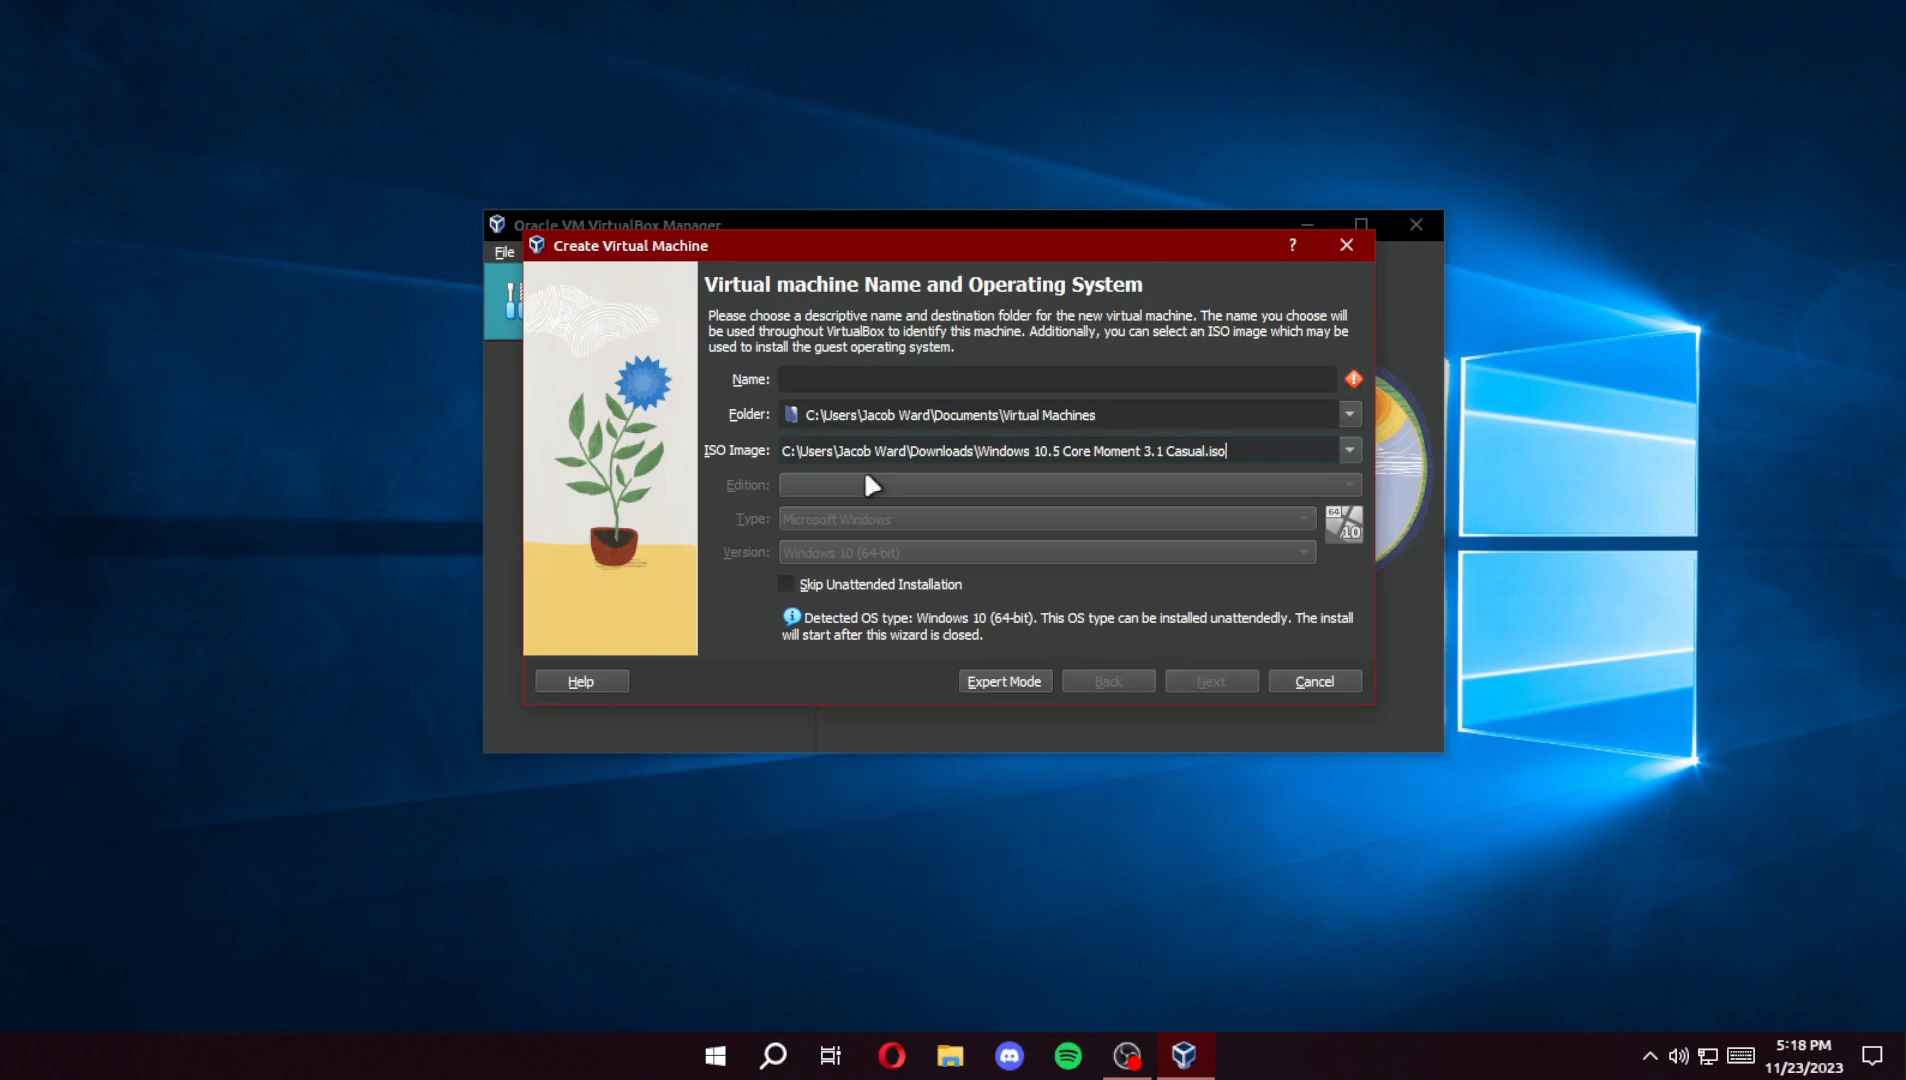 Oracle VM VirtualBox Manager
File
Create Virtual Machine
?
Virtual machine Name and Operating System
Please choose a descriptive name and destination folder for the new virtual machine. The name you choose will
be used throughout VirtualBox to identify this machine. Additionally, you can select an ISO image which may be
used to install the guest operating system.
Name:
Folder: C:\Users\Jacob Ward\Documents\Virtual Machines
ISO Image: C:\Users\Jacob Ward\Downloads\Windows 10.5 Core Moment 3.1 Casual.iso
Edition:
Type: Microsoft Windows
64
10
Version: Windows 10 (64-bit)
Skip Unattended Installation
Detected OS type: Windows 10 (64-bit). This OS type can be installed unattendedly. The install
will start after this wizard is closed.
Help Expert Mode Back Next Cancel
5:18 PM
11/23/2023